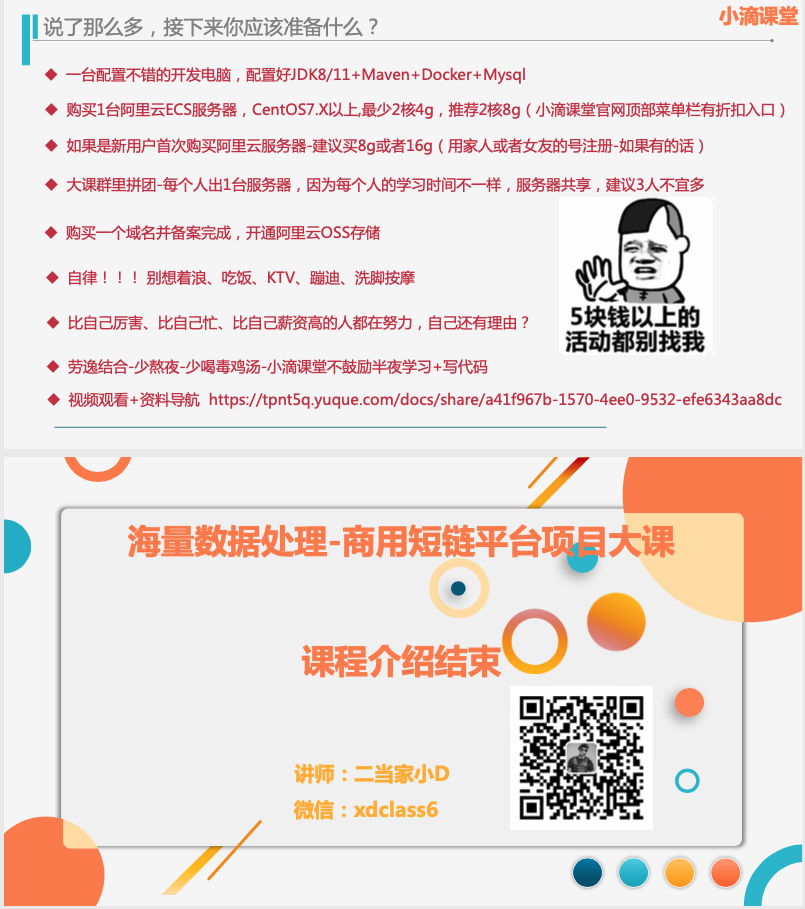 说了那么多，接下来你应该准备什么？
小滴课堂
一台配置不错的开发电脑，配置好JDK8/11+Maven+Docker+Mysql
购买1台阿里云ECS服务器，CentOS7.X以上,最少2核4g，推荐2核8g（小滴课堂官网顶部菜单栏有折扣入口）
如果是新用户首次购买阿里云服务器-建议买8g或者16g（用家人或者女友的号注册-如果有的话）
大课群里拼团-每个人出1台服务器，因为每个人的学习时间不一样，服务器共享，建议3人不宜多
购买一个域名并备案完成，开通阿里云OSS存储
自律！！！ 别想着浪、吃饭、KTV、蹦迪、洗脚按摩
比自己厉害、比自己忙、比自己薪资高的人都在努力，自己还有理由？
5块钱以上的
活动都别找我
劳逸结合-少熬夜-少喝毒鸡汤-小滴课堂不鼓励半夜学习+写代码
视频观看+资料导航 https://tpnt5q.yuque.com/docs/share/a41f967b-1570-4ee0-9532-efe6343aa8dc
海量数据处理-商用短链平台项目大课
课程介绍结束
讲师：二当家小D
微信：xdclass6